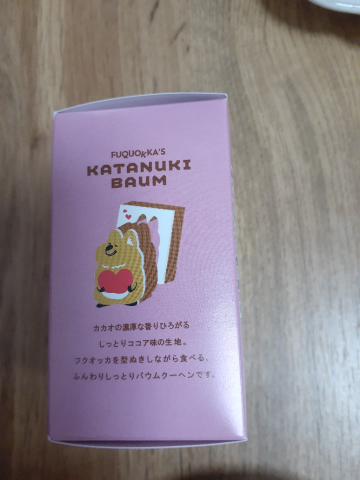 FUQUOKKA'S
KATANUKI
BAUM
カカオの濃厚な香りひろがる
しっとりココア味の生地。
フクオッカを型ぬきしながら食べる、
ふんわりしっとりバウムクーヘンです。